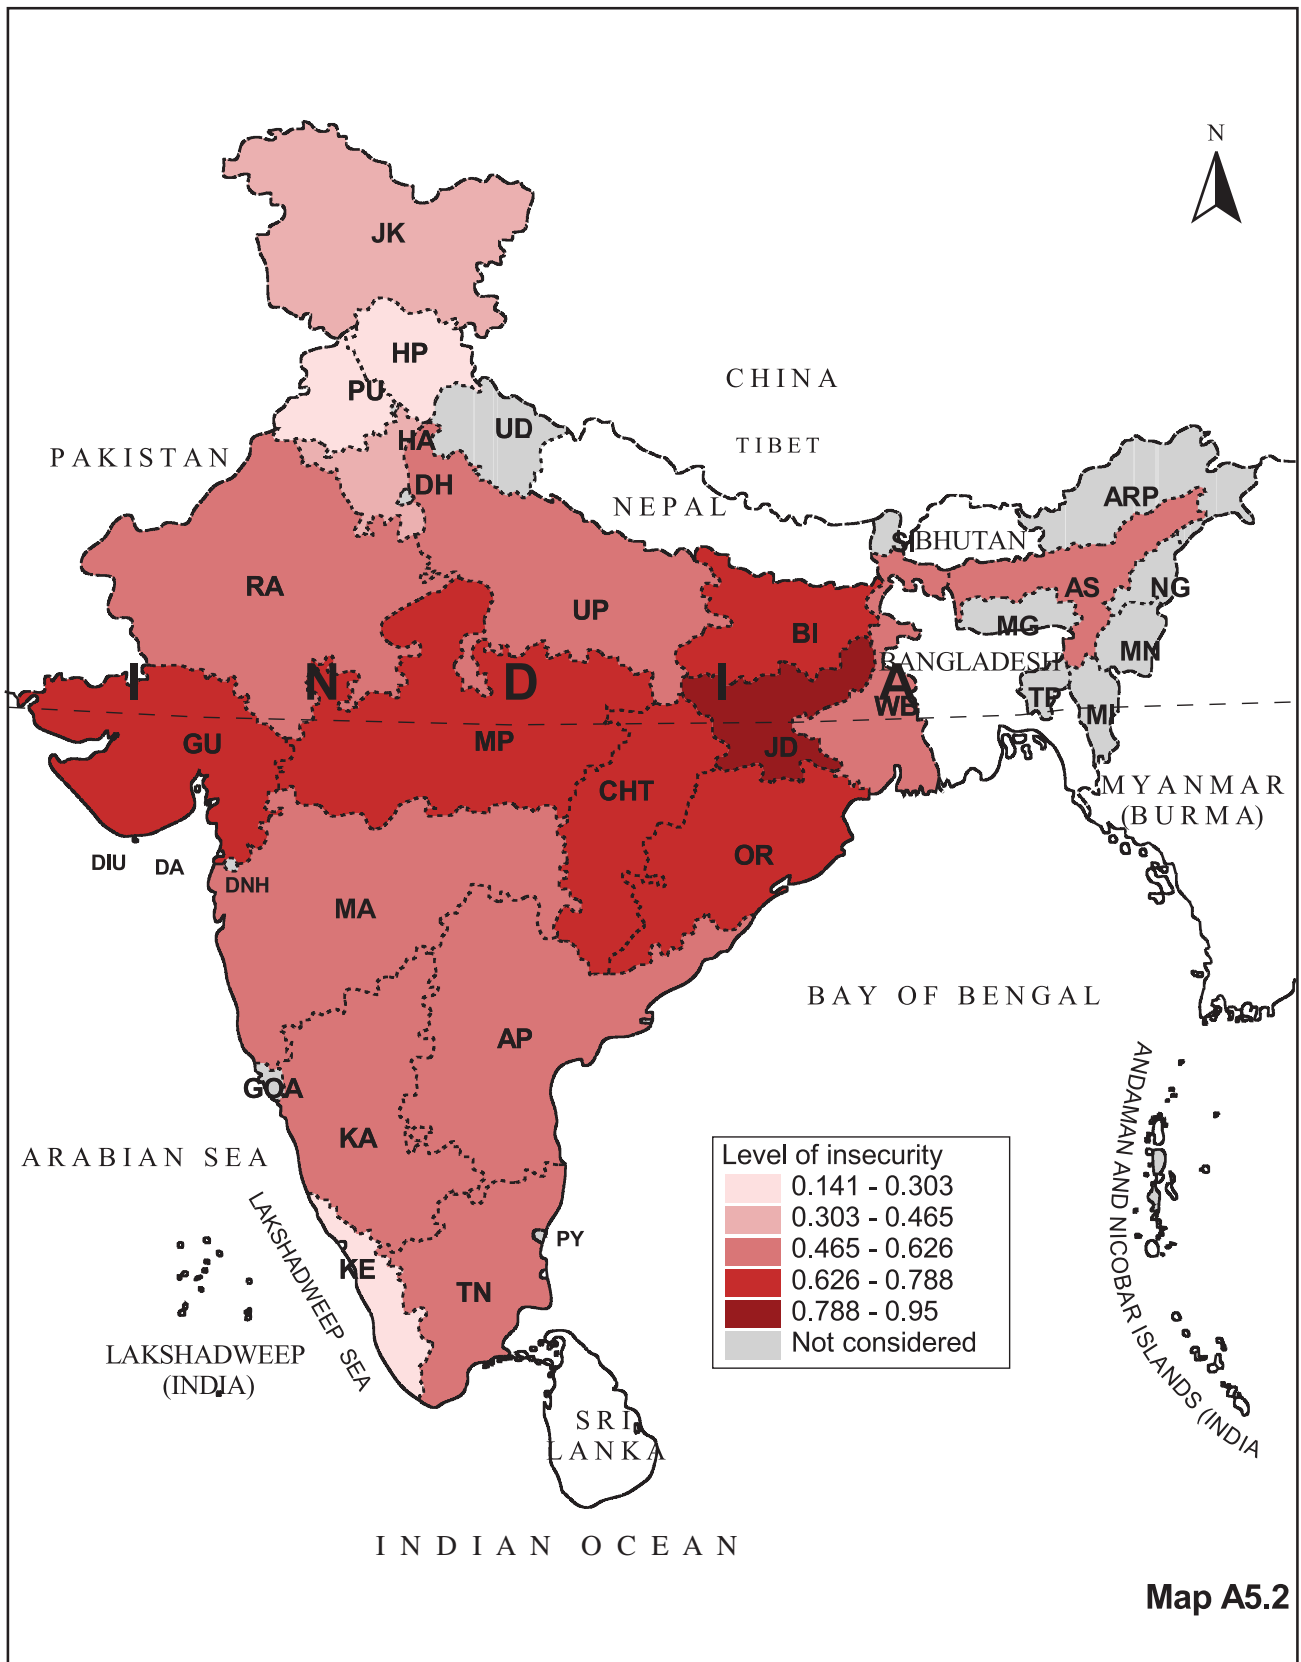 N
JK
HP
CHINA
PU
UD
HA
TIBET
PAKISTAN
DH
NEPAL
ARP
SI
BHUTAN
RA
AS
NG
UP
BI
MG
MN
BANGLADESH
I N D I A
TR
WB
MI
GU
MP
JD
CHT
MYANMAR
(BURMA)
OR
DIU
DA
DNH
MA
BAY OF BENGAL
AP
GOA
KA
ARABIAN SEA
ANDAMAN AND NICOBAR ISLANDS (INDIA
Level of insecurity
0.141 - 0.303
0.303 - 0.465
0.465 - 0.626
0.626 - 0.788
0.788 - 0.95
Not considered
LAKSHADWEEP SEA
PY
KE
TN
LAKSHADWEEP
(INDIA)
SRI
LANKA
INDIAN OCEAN
Map A5.2